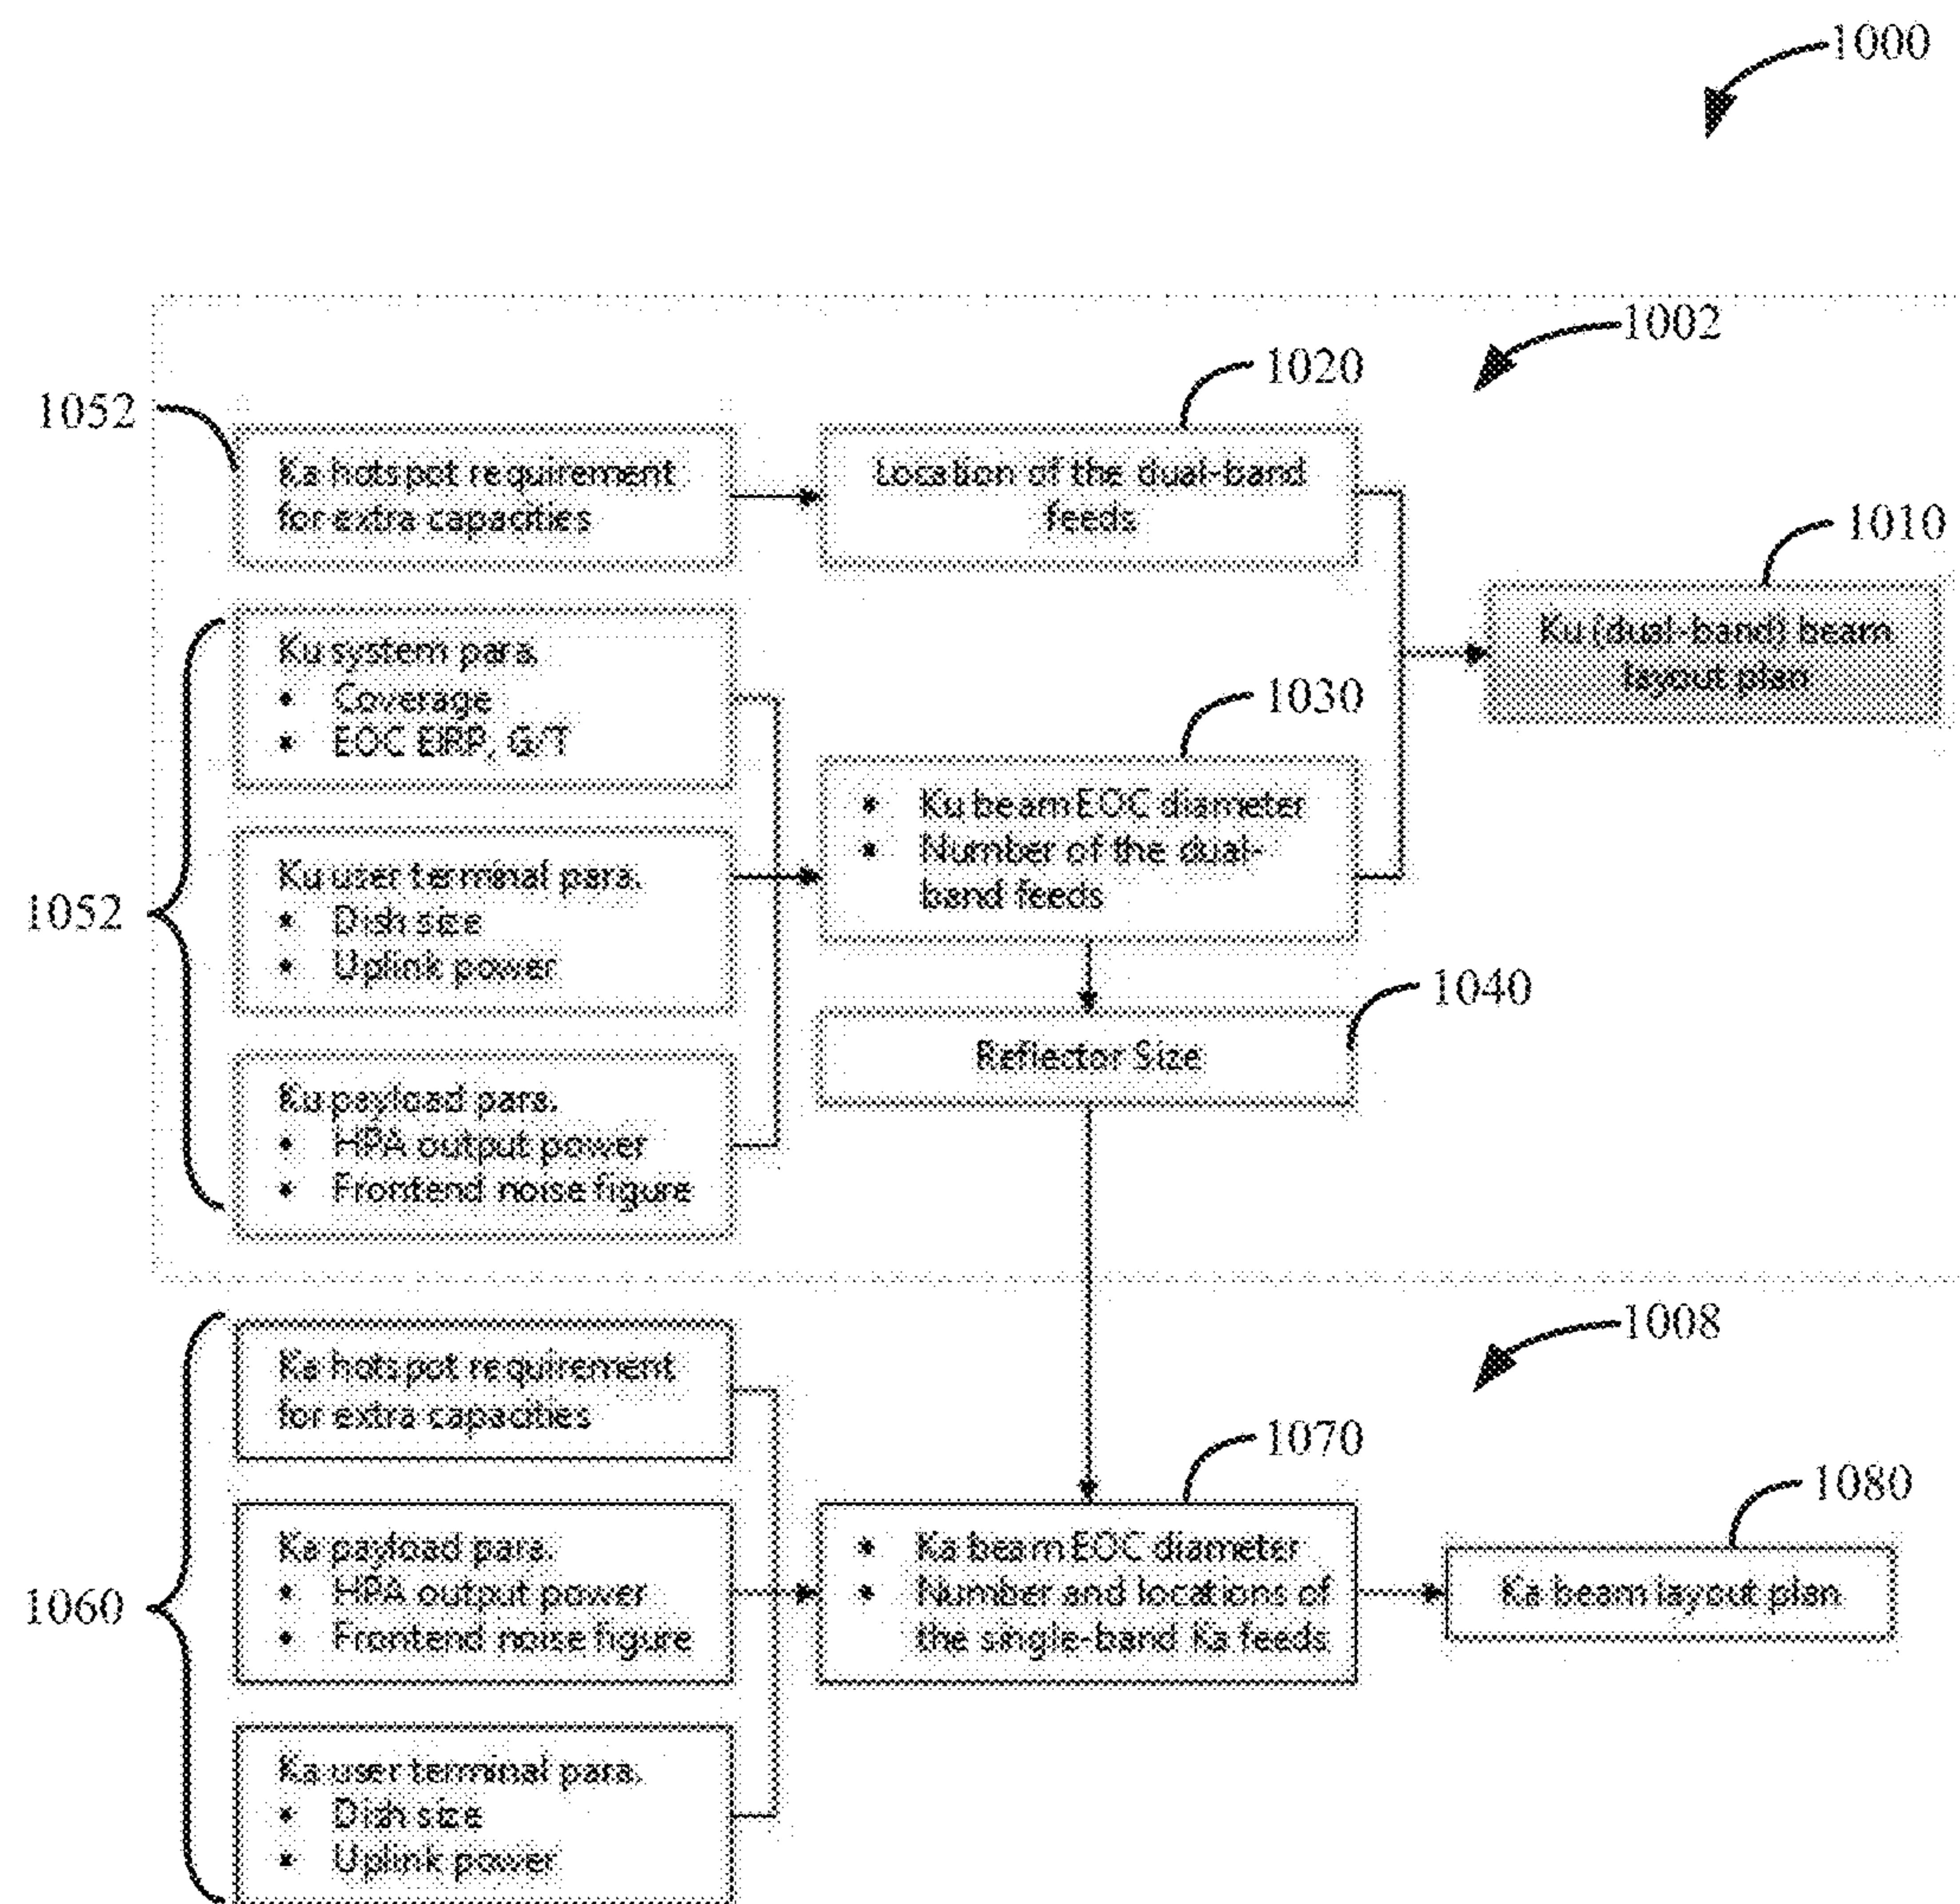 1000
1002
1020
1052
Ka hotspot requirement
for extra capacities
Location of the dual-band
feeds
1010
Ku (dual-band) beam
layout plan
Ku system para.
• Coverage
• EOC EIRP, G/T
1030
1052
Ku user terminal para.
• Dish size
• Uplink power
• Ku beam EOC diameter
• Number of the dual-
band feeds
1040
Reflector Size
Ku payload para.
• HPA output power
• Frontend noise figure
1008
Ka hotspot requirement
for extra capacities
1070
1080
1060
Ka payload para.
• HPA output power
• Frontend noise figure
• Ka beam EOC diameter
• Number and locations of
the single-band Ka feeds
Ka beam layout plan
Ka user terminal para.
• Dish size
• Uplink power